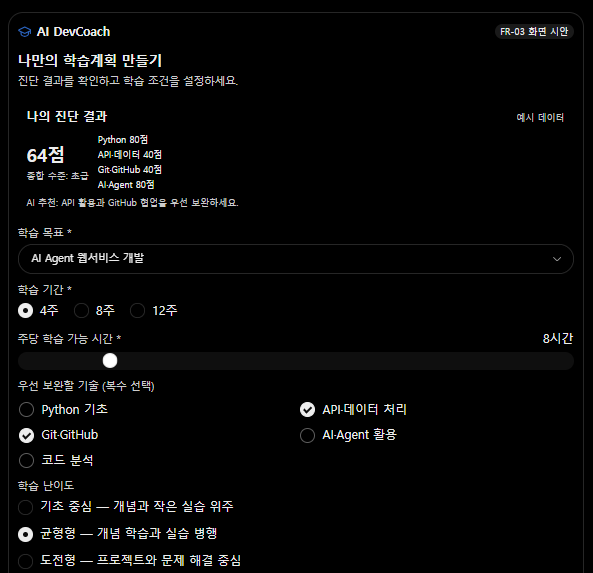 AI DevCoach
FR-03 화면 시안
나만의 학습계획 만들기
진단 결과를 확인하고 학습 조건을 설정하세요.
나의 진단 결과
예시 데이터
64점
종합 수준: 초급
Python 80점
API·데이터 40점
Git·GitHub 40점
AI·Agent 80점
AI 추천: API 활용과 GitHub 협업을 우선 보완하세요.
학습 목표 *
AI Agent 웹서비스 개발
학습 기간 *
4주 8주 12주
주당 학습 가능 시간 * 8시간
우선 보완할 기술 (복수 선택)
Python 기초 API·데이터 처리
Git·GitHub AI·Agent 활용
코드 분석
학습 난이도
기초 중심 — 개념과 작은 실습 위주
균형형 — 개념 학습과 실습 병행
도전형 — 프로젝트와 문제 해결 중심